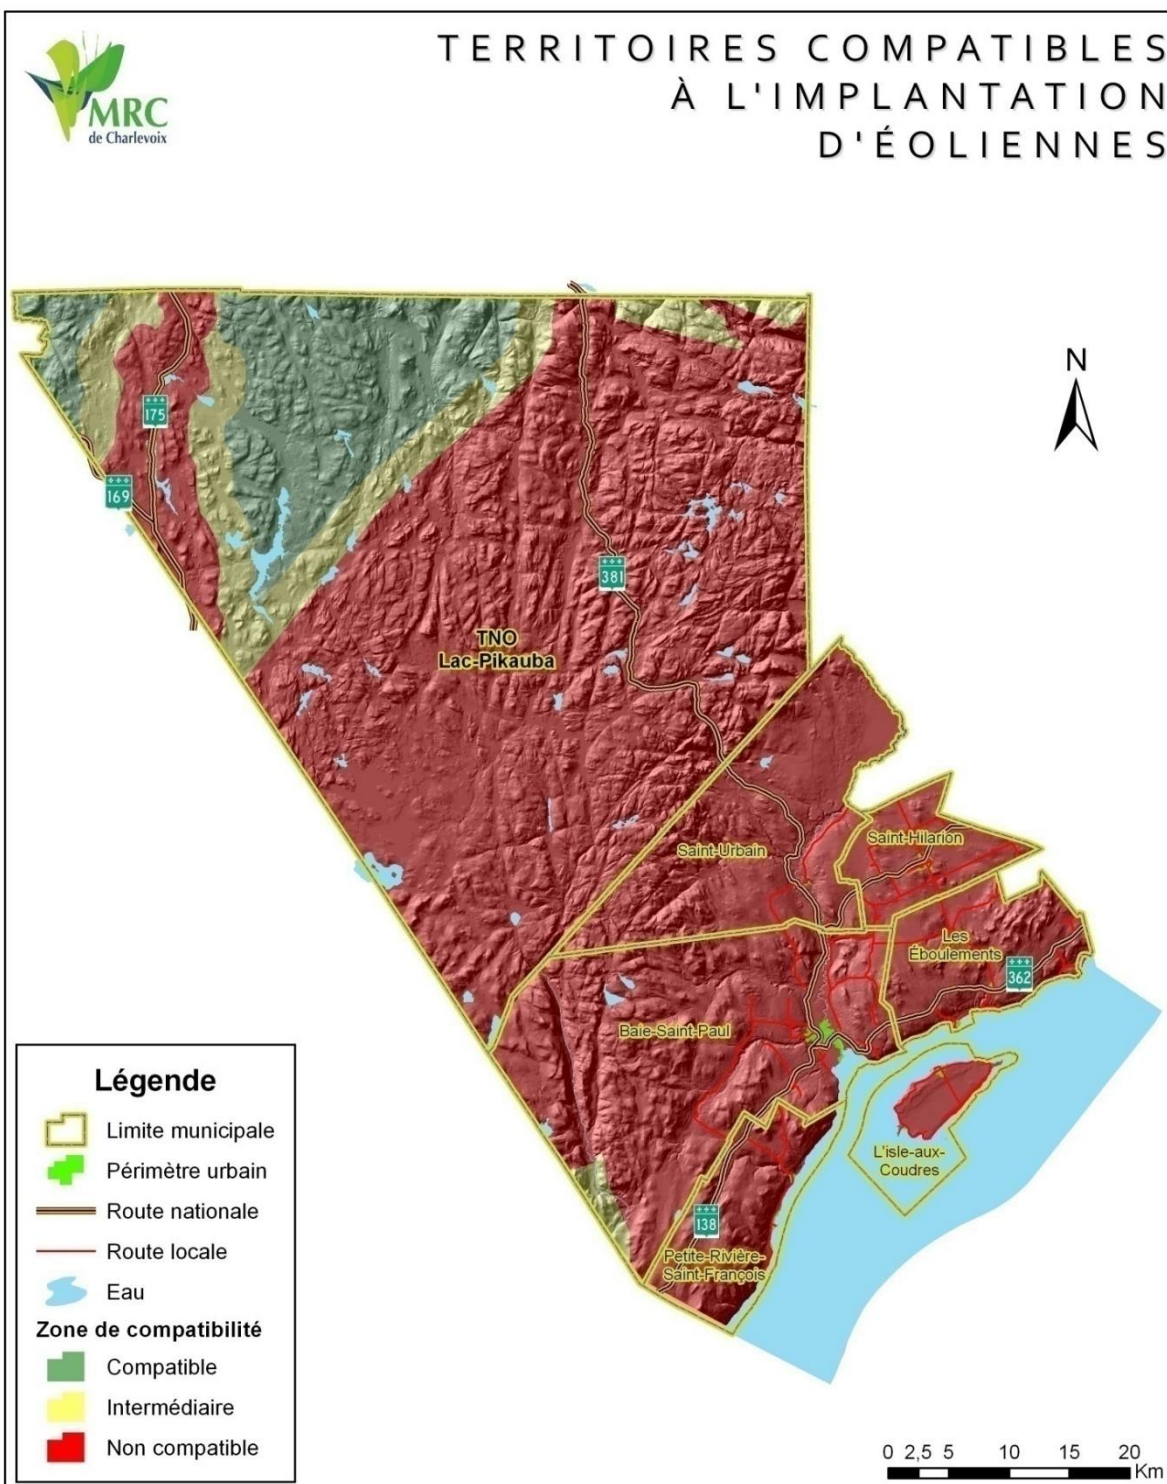 MRC
de Charlevoix
TERRITOIRES COMPATIBLES
À L'IMPLANTATION
D'ÉOLIENNES
N
175
169
381
TNO
Lac-Pikauba
Saint-Urbain
Saint-Hilarion
Les
Éboulements
362
Baie-Saint-Paul
L'isle-aux-
Coudres
138
Petite-Rivière-
Saint-François
Légende
Limite municipale
Périmètre urbain
Route nationale
Route locale
Eau
Zone de compatibilité
Compatible
Intermédiaire
Non compatible
0 2,5 5 10 15 20
Km